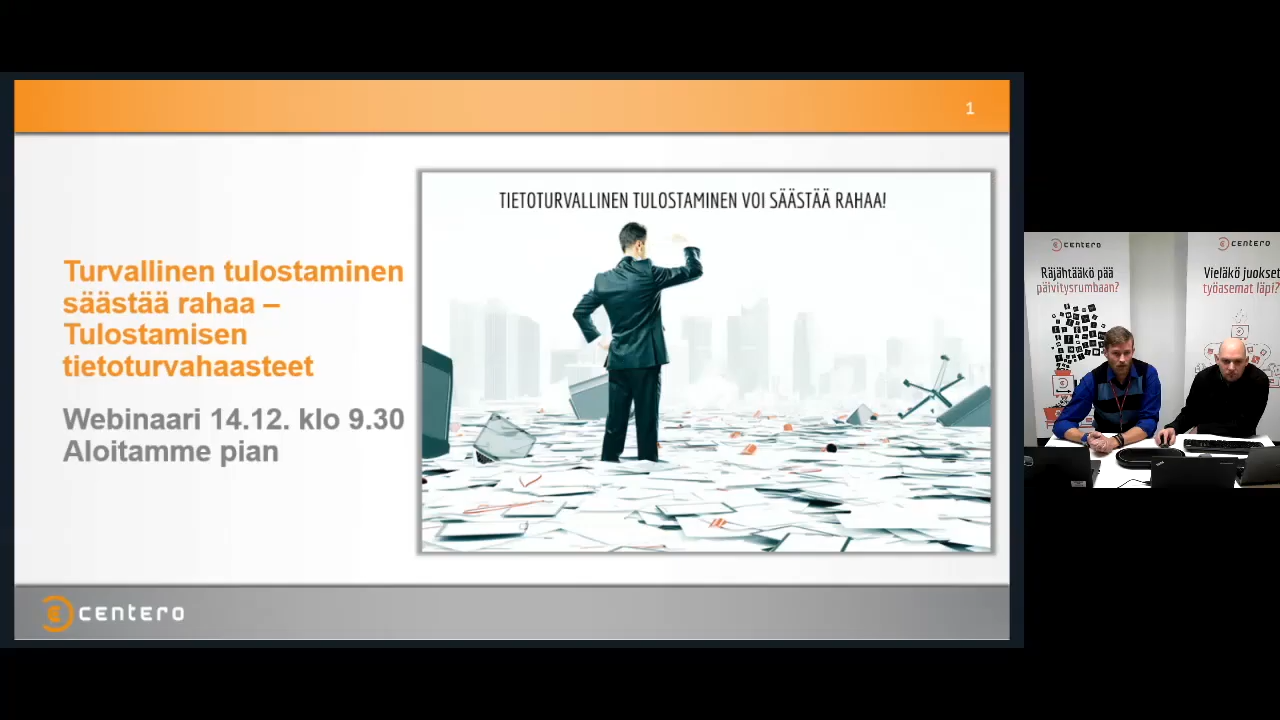 1
TIETOTURVALLINEN TULOSTAMINEN VOI SÄÄSTÄÄ RAHAA!
Turvallinen tulostaminen
säästää rahaa –
Tulostamisen
tietoturvahaasteet
Webinaari 14.12. klo 9.30
Aloitamme pian
CENTERO
CENTERO
Räjähtääkö pää
päivitysrumbaan?
CENTERO
Vieläkö juokset
työasemat läpi?